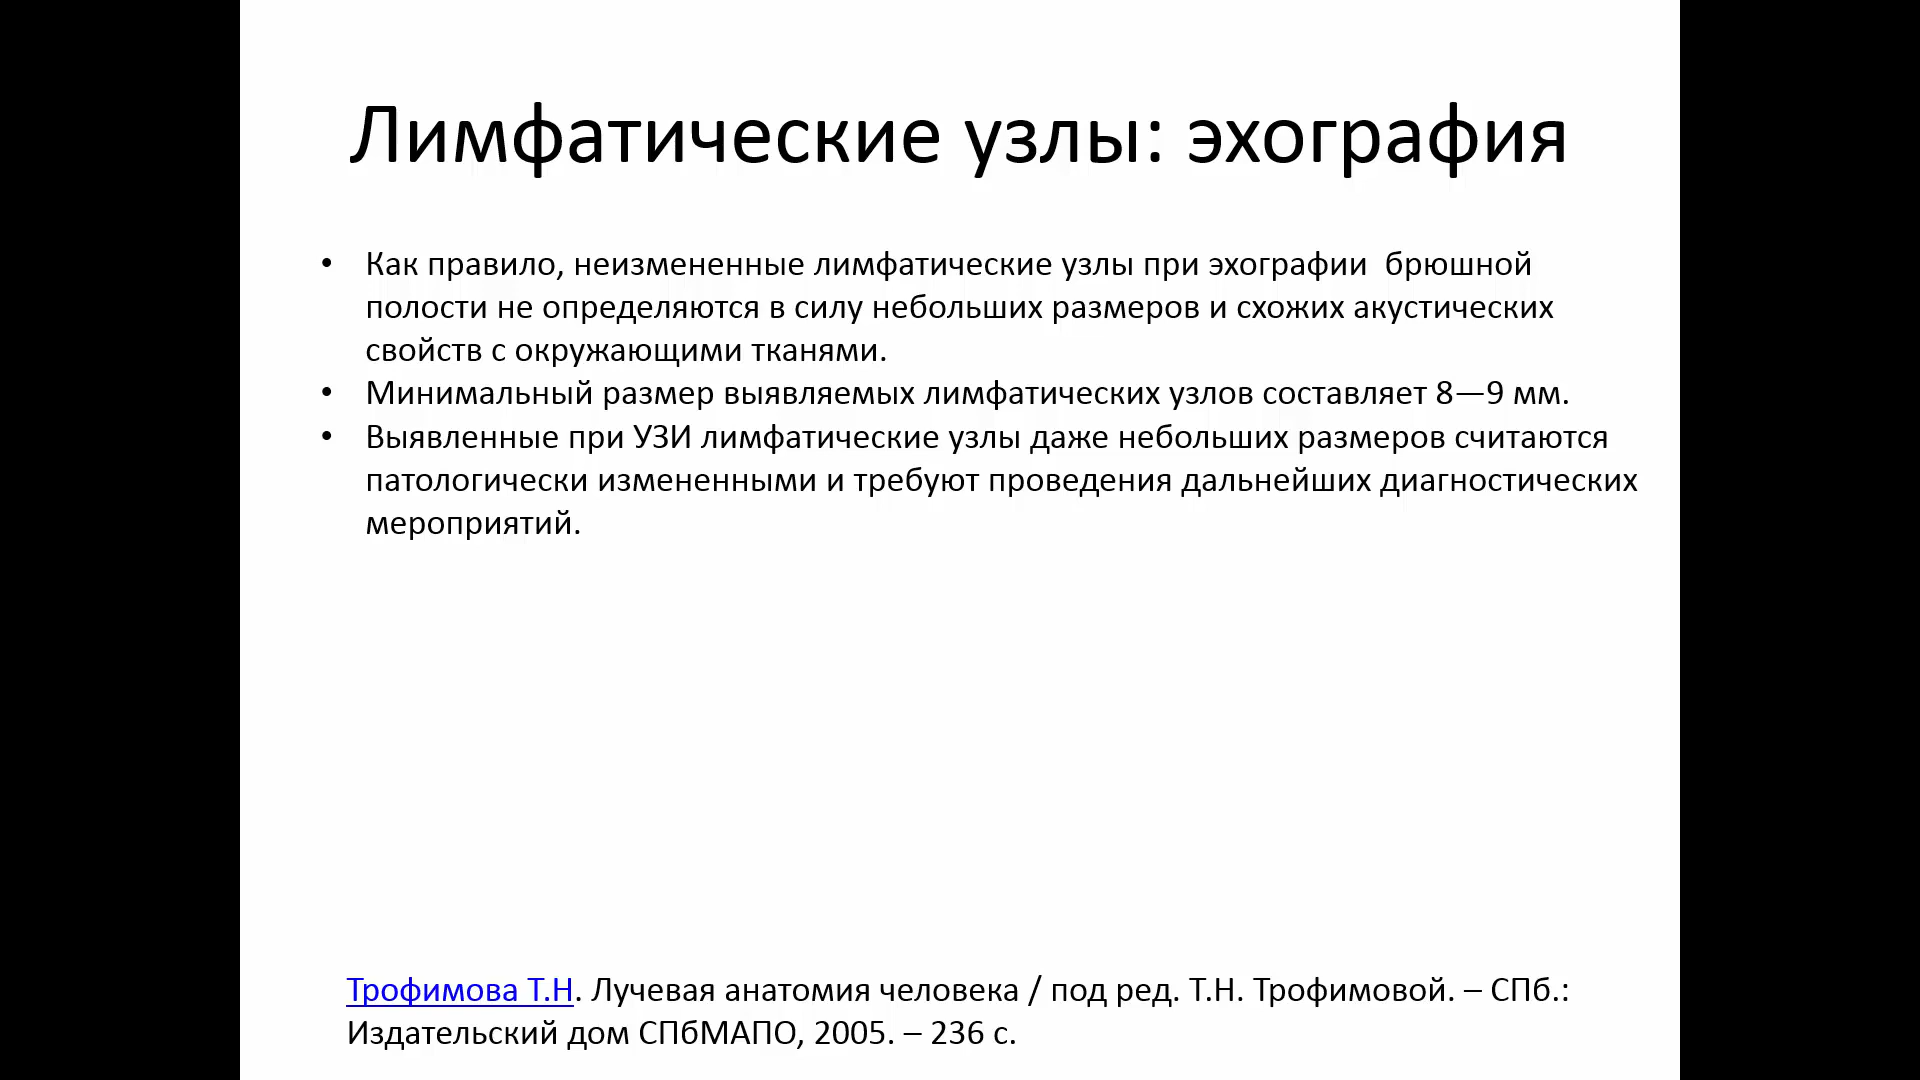 Лимфатические узлы: эхография
• Как правило, неизмененные лимфатические узлы при эхографии  брюшной
полости не определяются в силу небольших размеров и схожих акустических
свойств с окружающими тканями.
• Минимальный размер выявляемых лимфатических узлов составляет 8—9 мм.
• Выявленные при УЗИ лимфатические узлы даже небольших размеров считаются
патологически измененными и требуют проведения дальнейших диагностических
мероприятий.
Трофимова Т.Н. Лучевая анатомия человека / под ред. Т.Н. Трофимовой. – СПб.:
Издательский дом СПбМАПО, 2005. – 236 с.